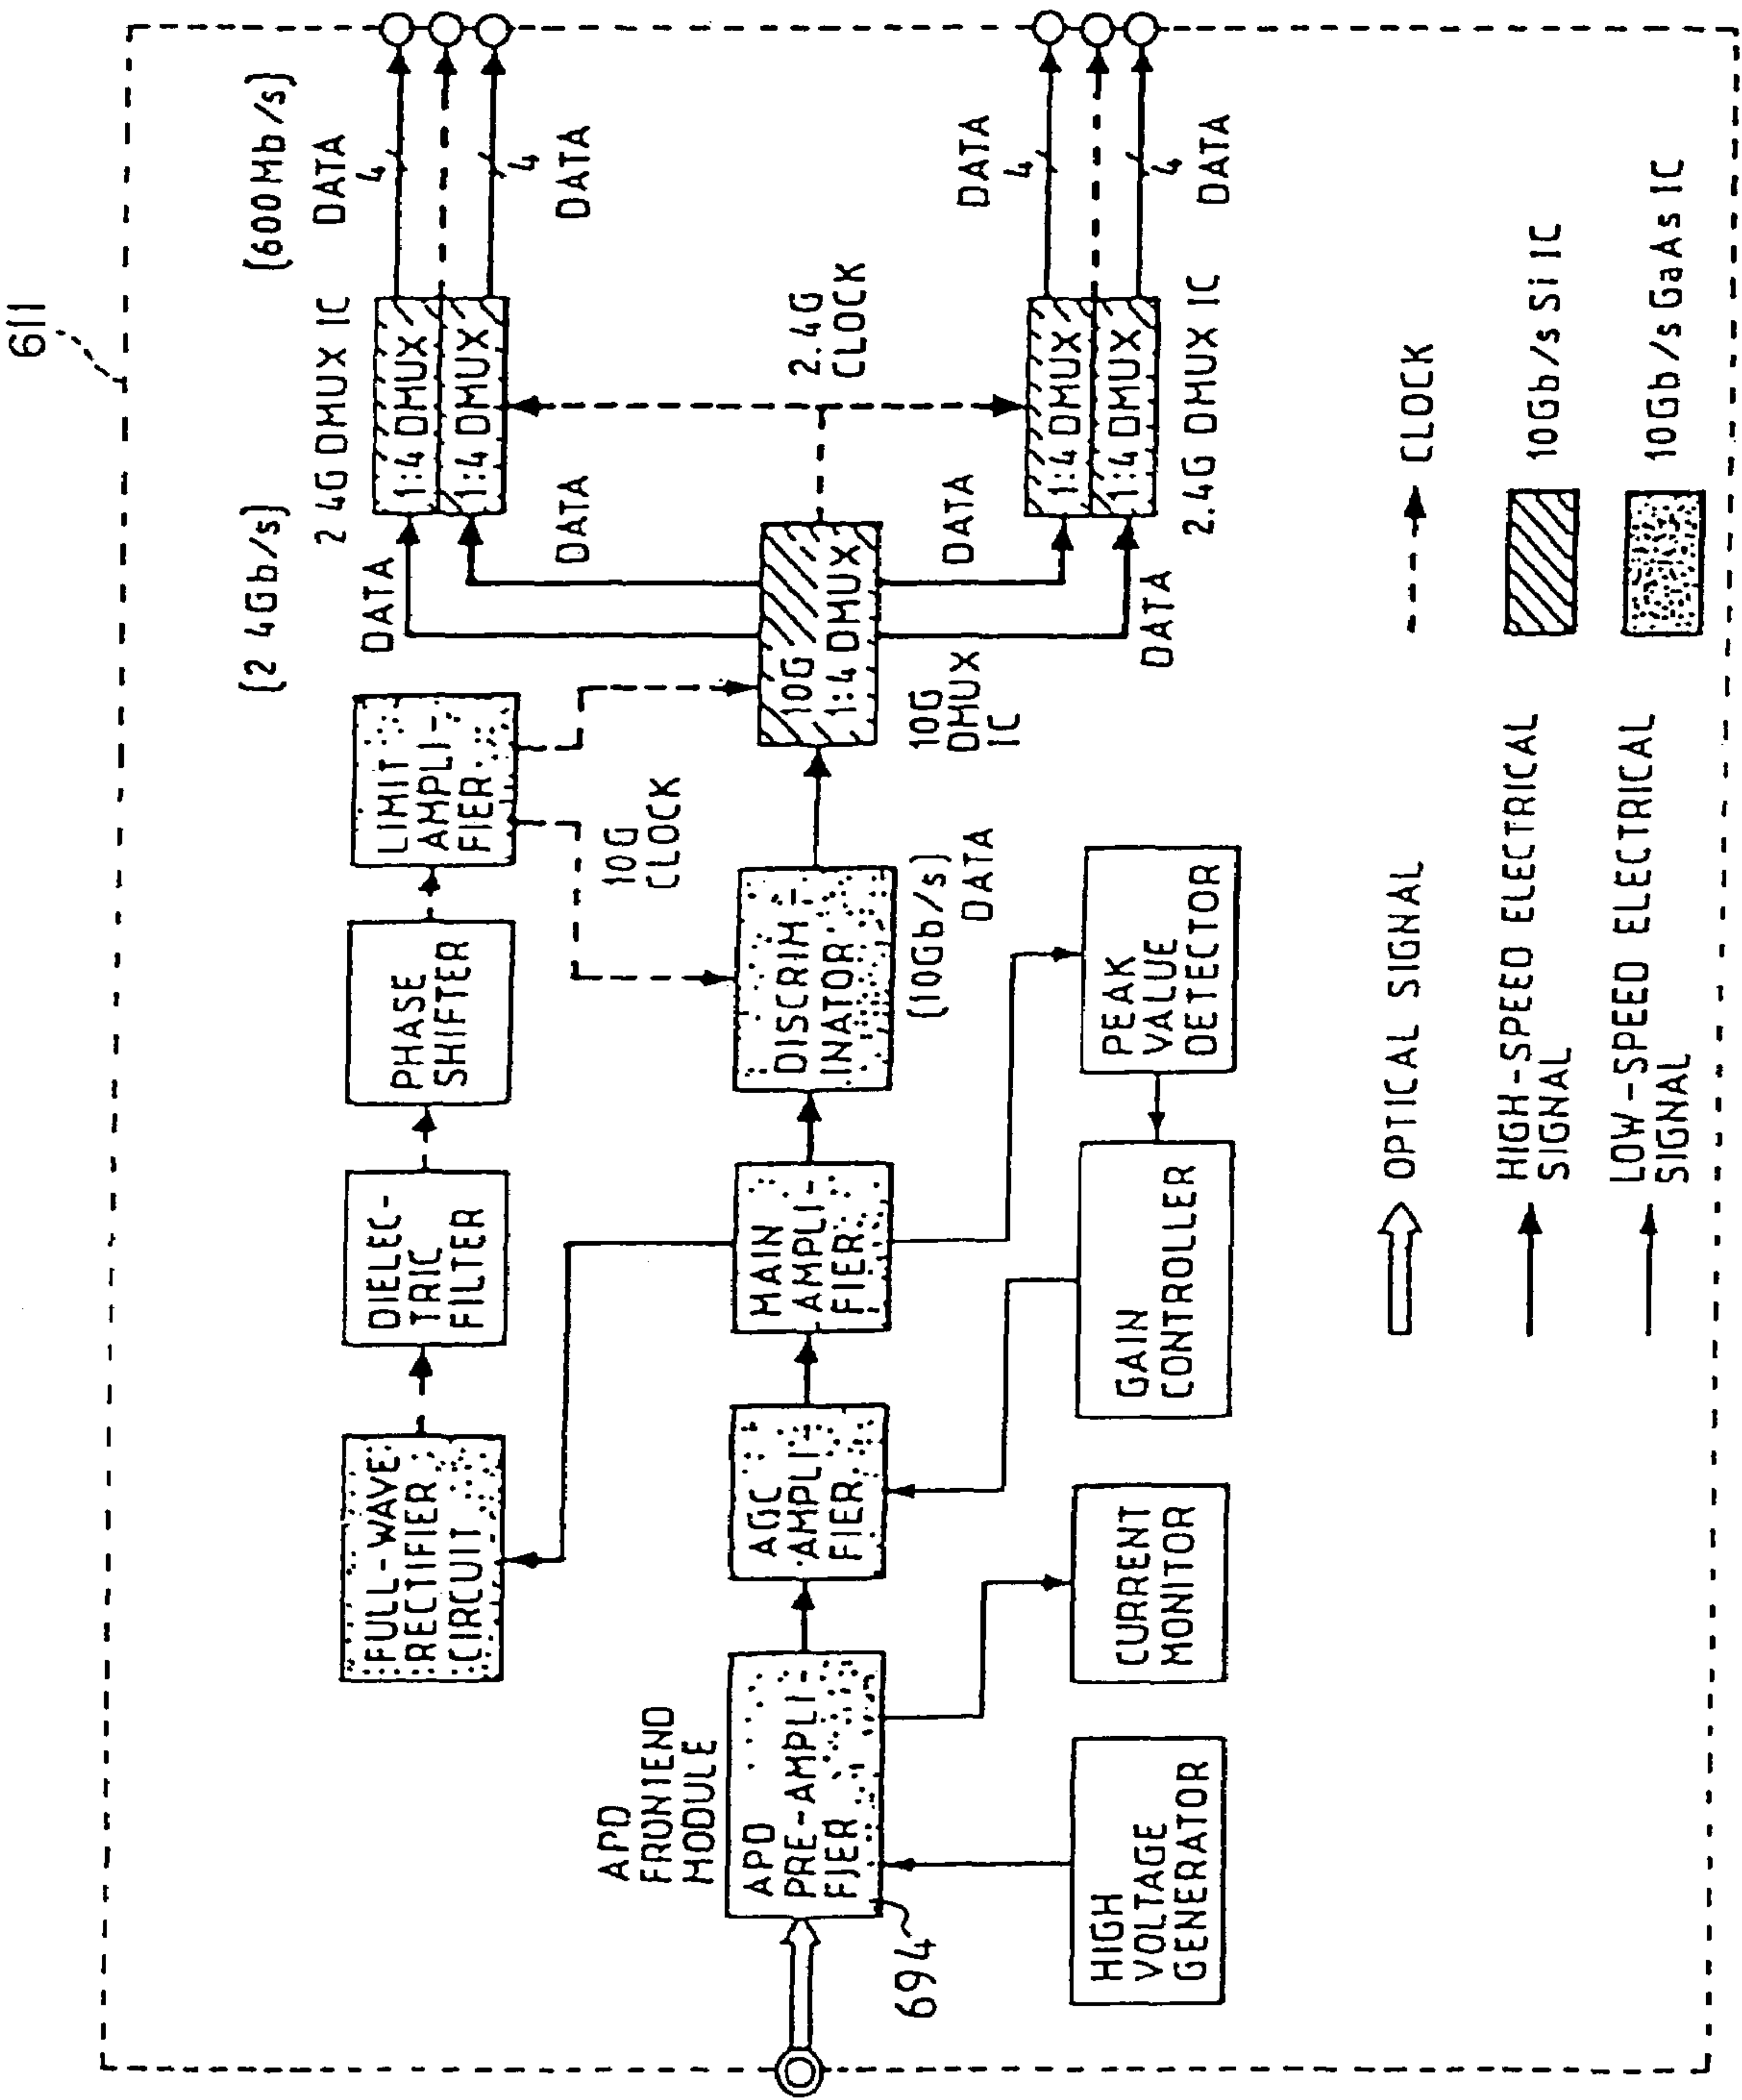 611
(600Mb/s)
(2 4Gb/s)
DATA
4
4
DATA
DATA
4
4
DATA
2 4G DMUX IC
1:4 DMUX
1:4 DMUX
2.4G
CLOCK
1:4 DMUX
1:4 DMUX
2.4G DMUX IC
DATA
DATA
DATA
DATA
10G
1:4 DMUX
10G
DMUX
IC
LIMIT
AMPLI-
FIER
10G
CLOCK
PHASE
SHIFTER
DIELEC-
TRIC
FILTER
FULL-WAVE
RECTIFIER
CIRCUIT
DISCRIM-
INATOR
(10Gb/s)
DATA
MAIN
AMPLI-
FIER
AGC
AMPLI-
FIER
APD
FRONIEND
MODULE
APD
PRE-AMPLI-
FJER
694
PEAK
VALUE
DETECTOR
GAIN
CONTROLLER
CURRENT
MONITOR
HIGH
VOLTAGE
GENERATOR
OPTICAL SIGNAL
HIGH-SPEED ELECTRICAL
SIGNAL
LOW-SPEED ELECTRICAL
SIGNAL
CLOCK
10Gb/s Si IC
10Gb/s GaAs IC